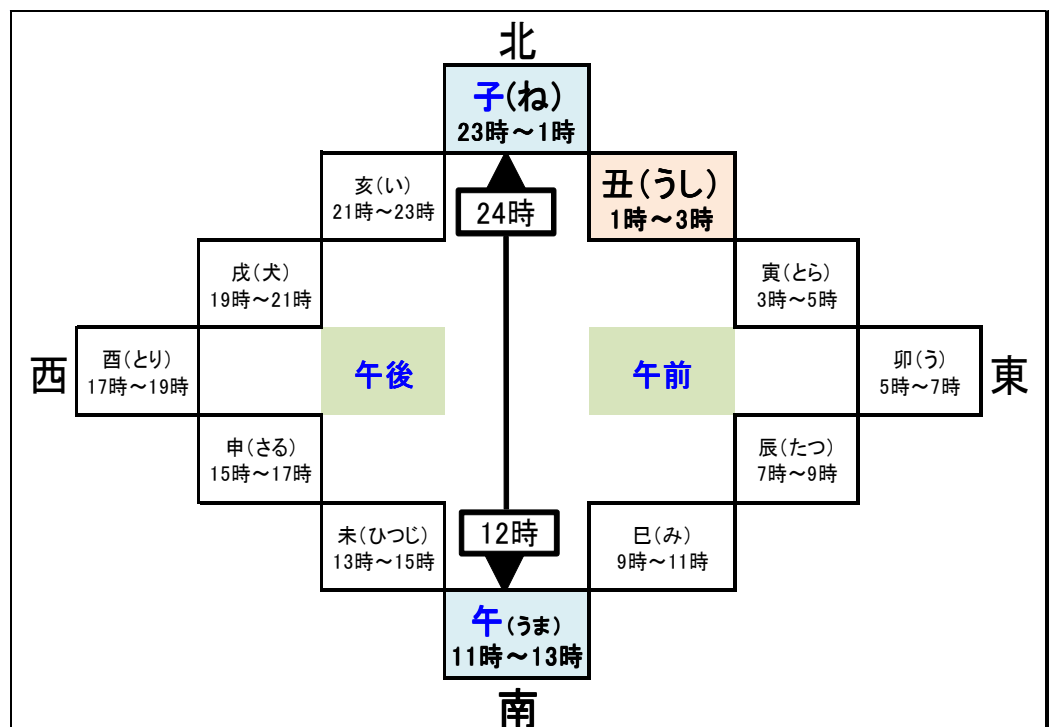 北
子(ね)
23時～1時
亥(い)
21時～23時
24時
丑(うし)
1時～3時
戌(犬)
19時～21時
寅(とら)
3時～5時
西
酉(とり)
17時～19時
午後
午前
卯(う)
5時～7時
東
申(さる)
15時～17時
辰(たつ)
7時～9時
未(ひつじ)
13時～15時
12時
巳(み)
9時～11時
午(うま)
11時～13時
南